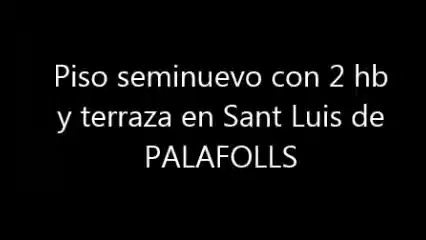 Piso seminuevo con 2 hb
y terraza en Sant Luis de
PALAFOLLS